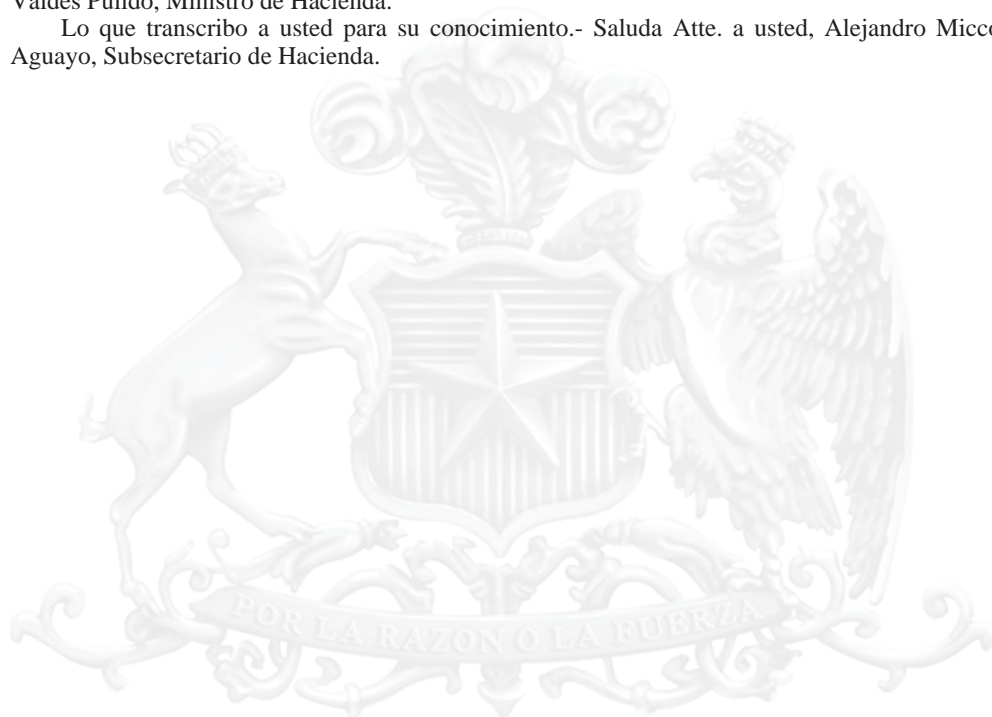 Valdés Pulido, Ministro de Hacienda.
Lo que transcribo a usted para su conocimiento.- Saluda Atte. a usted, Alejandro Micco
Aguayo, Subsecretario de Hacienda.
POR LA RAZON O LA FUERZA